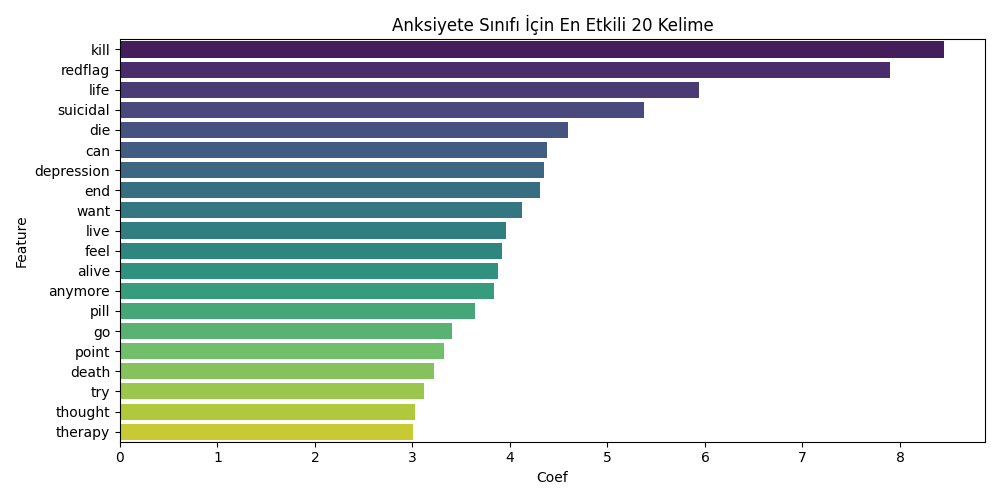 Anksiyete Sınıfı İçin En Etkili 20 Kelime
Feature
kill
redflag
life
suicidal
die
can
depression
end
want
live
feel
alive
anymore
pill
go
point
death
try
thought
therapy
0 1 2 3 4 5 6 7 8
Coef